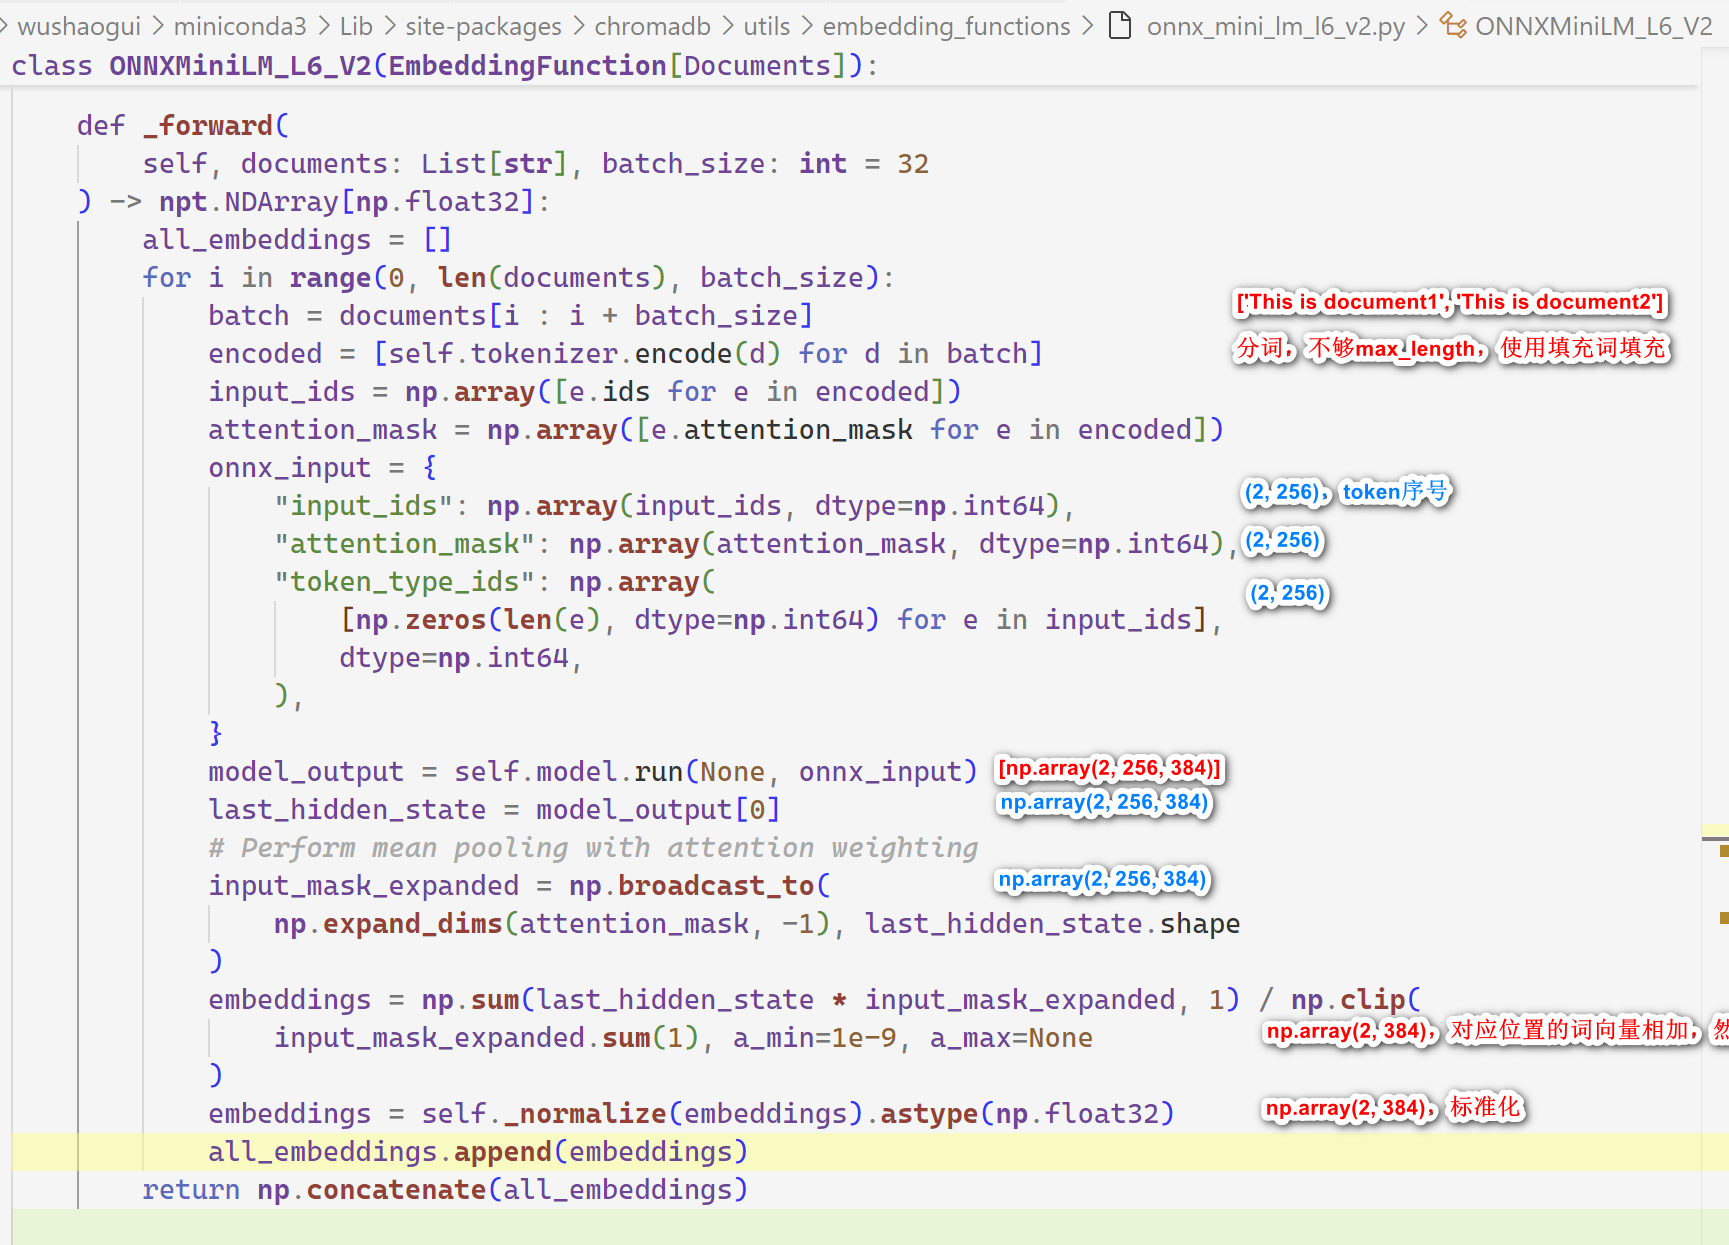 wushaogui > miniconda3 > Lib > site-packages > chromadb > utils > embedding_functions > onnx_mini_lm_l6_v2.py > ONNXMiniLM_L6_V2
class ONNXMiniLM_L6_V2(EmbeddingFunction[Documents]):
def _forward(
self, documents: List[str], batch_size: int = 32
) -> npt.NDArray[np.float32]:
all_embeddings = []
for i in range(0, len(documents), batch_size):
['This is document1', 'This is document2']
batch = documents[i : i + batch_size]
encoded = [self.tokenizer.encode(d) for d in batch] 分词，不够max_length，使用填充词填充
input_ids = np.array([e.ids for e in encoded])
attention_mask = np.array([e.attention_mask for e in encoded])
onnx_input = {
"input_ids": np.array(input_ids, dtype=np.int64), (2, 256)，token序号
"attention_mask": np.array(attention_mask, dtype=np.int64), (2, 256)
"token_type_ids": np.array( (2, 256)
[np.zeros(len(e), dtype=np.int64) for e in input_ids],
dtype=np.int64,
),
}
model_output = self.model.run(None, onnx_input) [np.array(2, 256, 384)]
last_hidden_state = model_output[0] np.array(2, 256, 384)
# Perform mean pooling with attention weighting
input_mask_expanded = np.broadcast_to( np.array(2, 256, 384)
np.expand_dims(attention_mask, -1), last_hidden_state.shape
)
embeddings = np.sum(last_hidden_state * input_mask_expanded, 1) / np.clip(
input_mask_expanded.sum(1), a_min=1e-9, a_max=None np.array(2, 384)，对应位置的词向量相加，然
)
embeddings = self._normalize(embeddings).astype(np.float32) np.array(2, 384)，标准化
all_embeddings.append(embeddings)
return np.concatenate(all_embeddings)